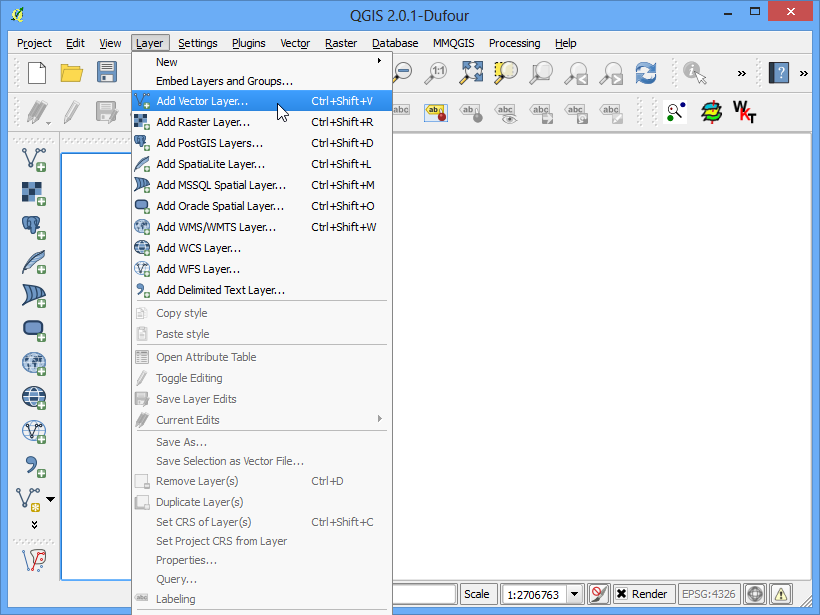 QGIS 2.0.1-Dufour
Project Edit View Layer Settings Plugins Vector Raster Database MMQGIS Processing Help
New
Embed Layers and Groups...
Add Vector Layer... Ctrl+Shift+V
Add Raster Layer... Ctrl+Shift+R
Add PostGIS Layers... Ctrl+Shift+D
Add SpatiaLite Layer... Ctrl+Shift+L
Add MSSQL Spatial Layer... Ctrl+Shift+M
Add Oracle Spatial Layer... Ctrl+Shift+O
Add WMS/WMTS Layer... Ctrl+Shift+W
Add WCS Layer...
Add WFS Layer...
Add Delimited Text Layer...
Copy style
Paste style
Open Attribute Table
Toggle Editing
Save Layer Edits
Current Edits
Save As...
Save Selection as Vector File...
Remove Layer(s) Ctrl+D
Duplicate Layer(s)
Set CRS of Layer(s) Ctrl+Shift+C
Set Project CRS from Layer
Properties...
Query...
Labeling
Scale 1:2706763 Render EPSG:4326